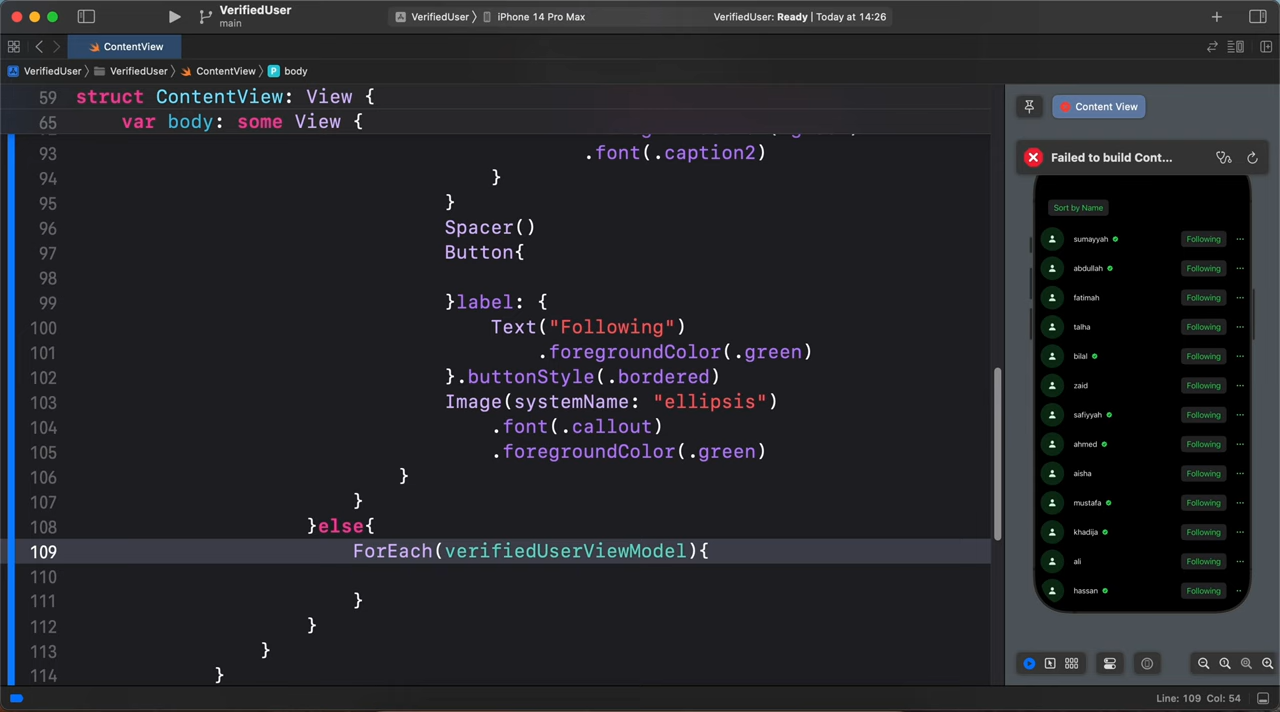 VerifiedUser
main
VerifiedUser 〉 iPhone 14 Pro Max
VerifiedUser: Ready | Today at 14:26
ContentView
VerifiedUser 〉 VerifiedUser 〉 ContentView 〉 P body
59 struct ContentView: View {
65 var body: some View {
93 .font(.caption2)
94 }
95 }
96 Spacer()
97 Button{
98
99 }label: {
100 Text("Following")
101 .foregroundColor(.green)
102 }.buttonStyle(.bordered)
103 Image(systemName: "ellipsis")
104 .font(.callout)
105 .foregroundColor(.green)
106 }
107 }
108 }else{
109 ForEach(verifiedUserViewModel){
110
111 }
112 }
113 }
114 }
Content View
Failed to build Cont...
Sort by Name
sumayyah Following
abdullah Following
fatimah Following
talha Following
bilal Following
zaid Following
safiyyah Following
ahmed Following
aisha Following
mustafa Following
khadija Following
ali Following
hassan Following
Line: 109 Col: 54